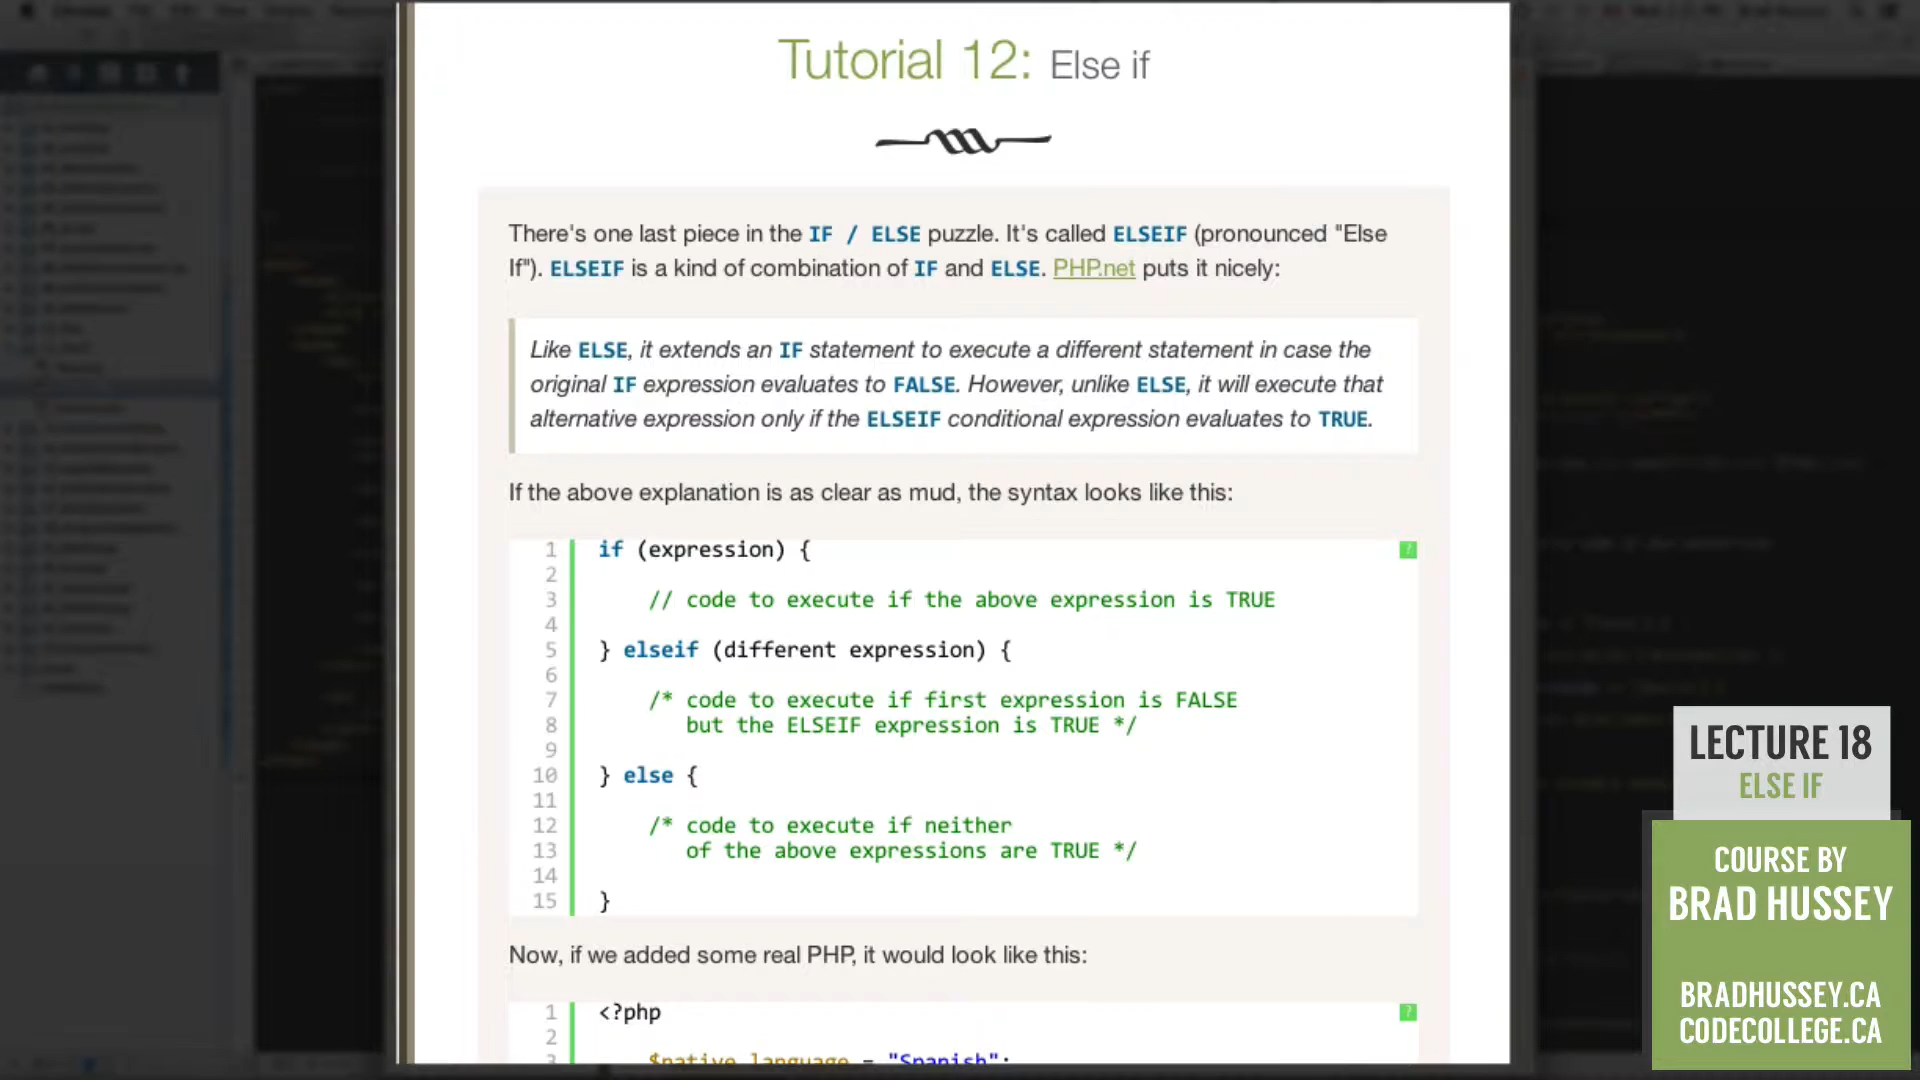 Tutorial 12: Else if
There's one last piece in the IF / ELSE puzzle. It's called ELSEIF (pronounced "Else
If"). ELSEIF is a kind of combination of IF and ELSE. PHP.net puts it nicely:
Like ELSE, it extends an IF statement to execute a different statement in case the
original IF expression evaluates to FALSE. However, unlike ELSE, it will execute that
alternative expression only if the ELSEIF conditional expression evaluates to TRUE.
If the above explanation is as clear as mud, the syntax looks like this:
1 if (expression) {
2
3 // code to execute if the above expression is TRUE
4
5 } elseif (different expression) {
6
7 /* code to execute if first expression is FALSE
8 but the ELSEIF expression is TRUE */
9
10 } else {
11
12 /* code to execute if neither
13 of the above expressions are TRUE */
14
15 }
Now, if we added some real PHP, it would look like this:
1 <?php
2
3 $native_language = "Spanish";
LECTURE 18
ELSE IF
COURSE BY
BRAD HUSSEY
BRADHUSSEY.CA
CODECOLLEGE.CA